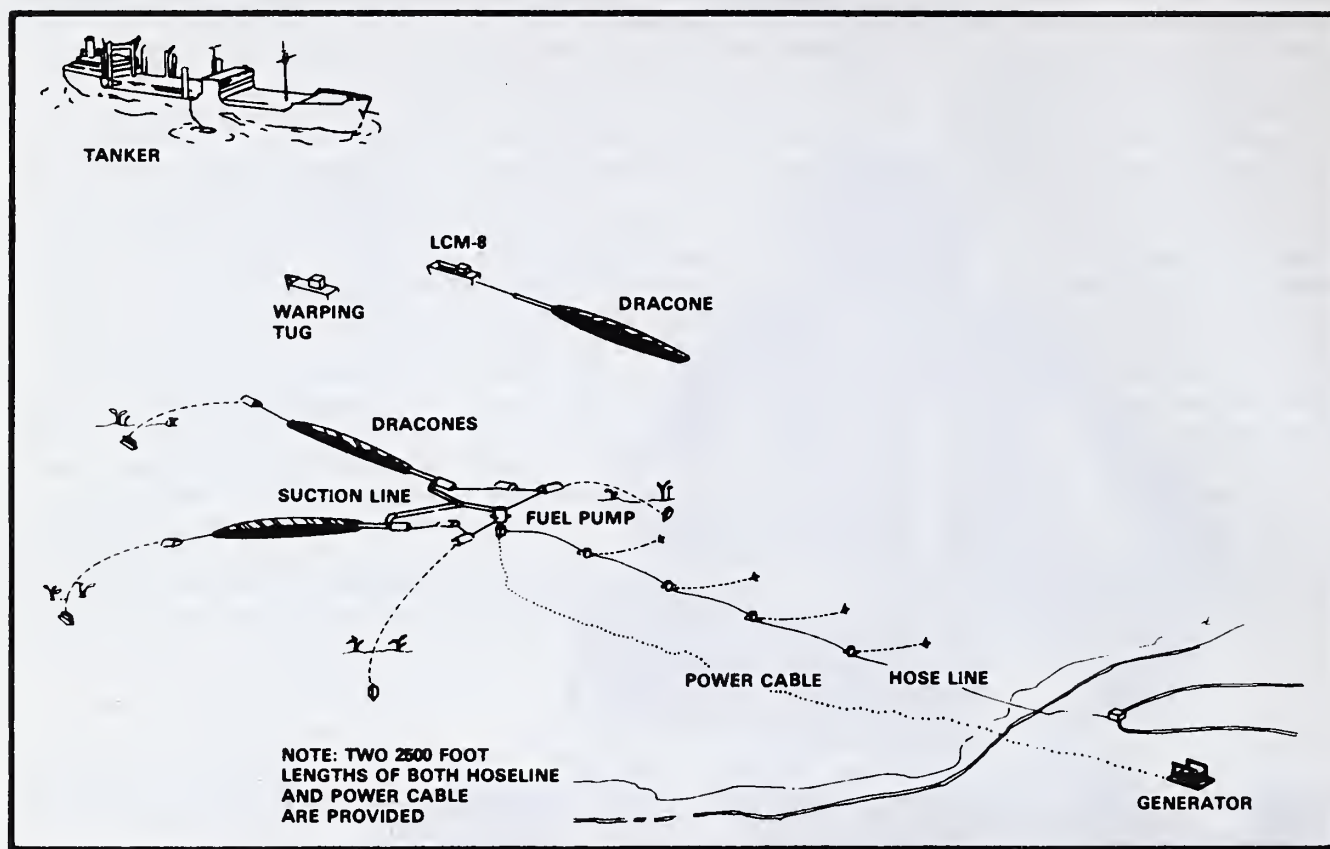 TANKER
LCM-8
WARPING
TUG
DRACONE
DRACONES
SUCTION LINE
FUEL PUMP
POWER CABLE
HOSE LINE
NOTE: TWO 2500 FOOT
LENGTHS OF BOTH HOSELINE
AND POWER CABLE
ARE PROVIDED
GENERATOR